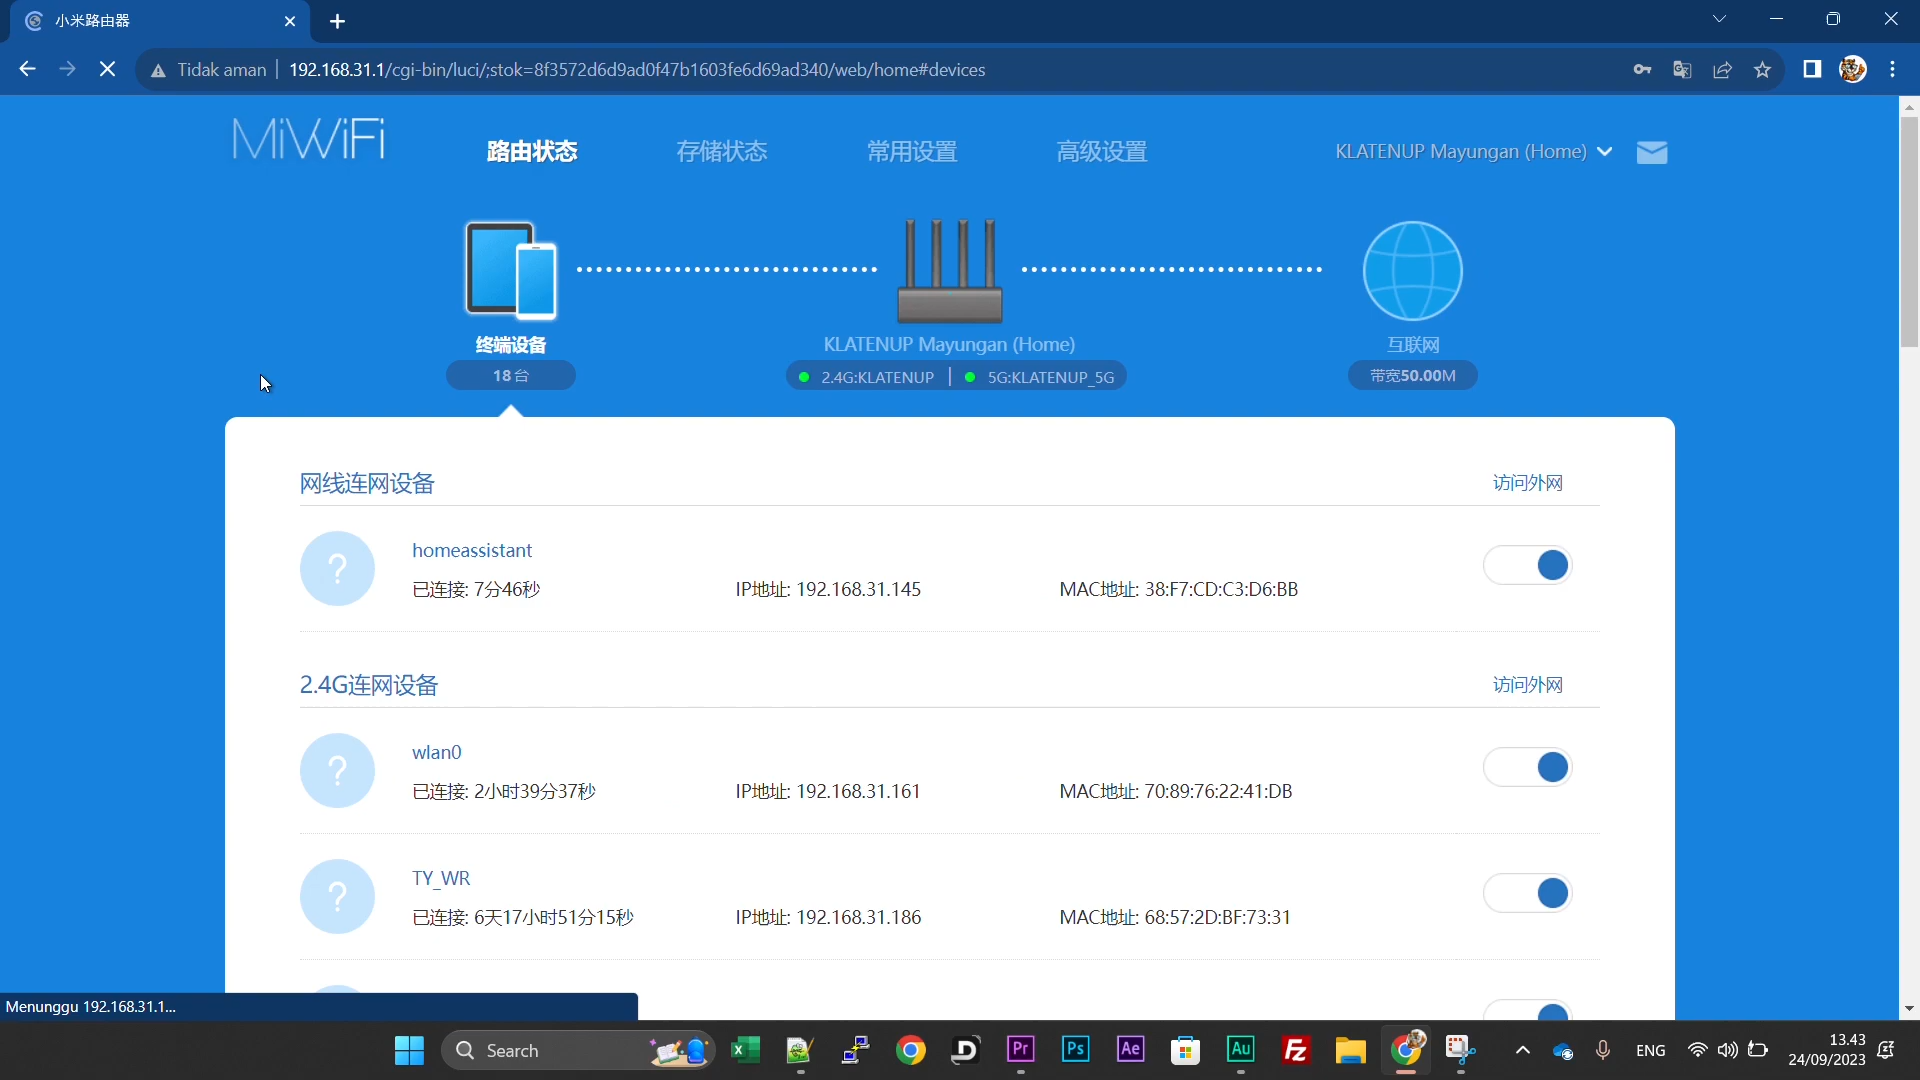 小米路由器
Tidak aman
192.168.31.1/cgi-bin/luci/;stok=8f3572d6d9ad0f47b1603fe6d69ad340/web/home#devices
MiWiFi
路由状态
存储状态
常用设置
高级设置
KLATENUP Mayungan (Home)
终端设备
KLATENUP Mayungan (Home)
互联网
18 台
2.4G:KLATENUP
5G:KLATENUP_5G
带宽50.00M
网线连网设备
访问外网
?
homeassistant
已连接: 7分46秒
IP地址: 192.168.31.145
MAC地址: 38:F7:CD:C3:D6:BB
2.4G连网设备
访问外网
?
wlan0
已连接: 2小时39分37秒
IP地址: 192.168.31.161
MAC地址: 70:89:76:22:41:DB
?
TY_WR
已连接: 6天17小时51分15秒
IP地址: 192.168.31.186
MAC地址: 68:57:2D:BF:73:31
Menunggu 192.168.31.1...
Search
Pr
Ps
Ae
Au
Fz
ENG
13.43
24/09/2023